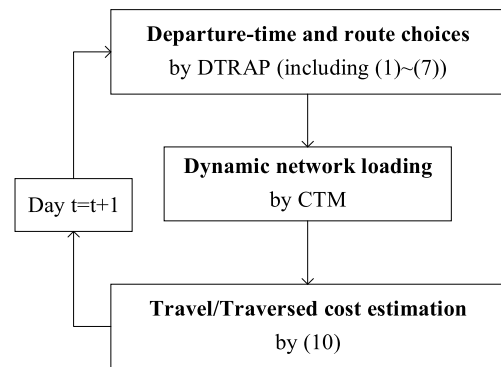 Departure-time and route choices
by DTRAP (including (1)~(7))
Dynamic network loading
by CTM
Day t=t+1
Travel/Traversed cost estimation
by (10)